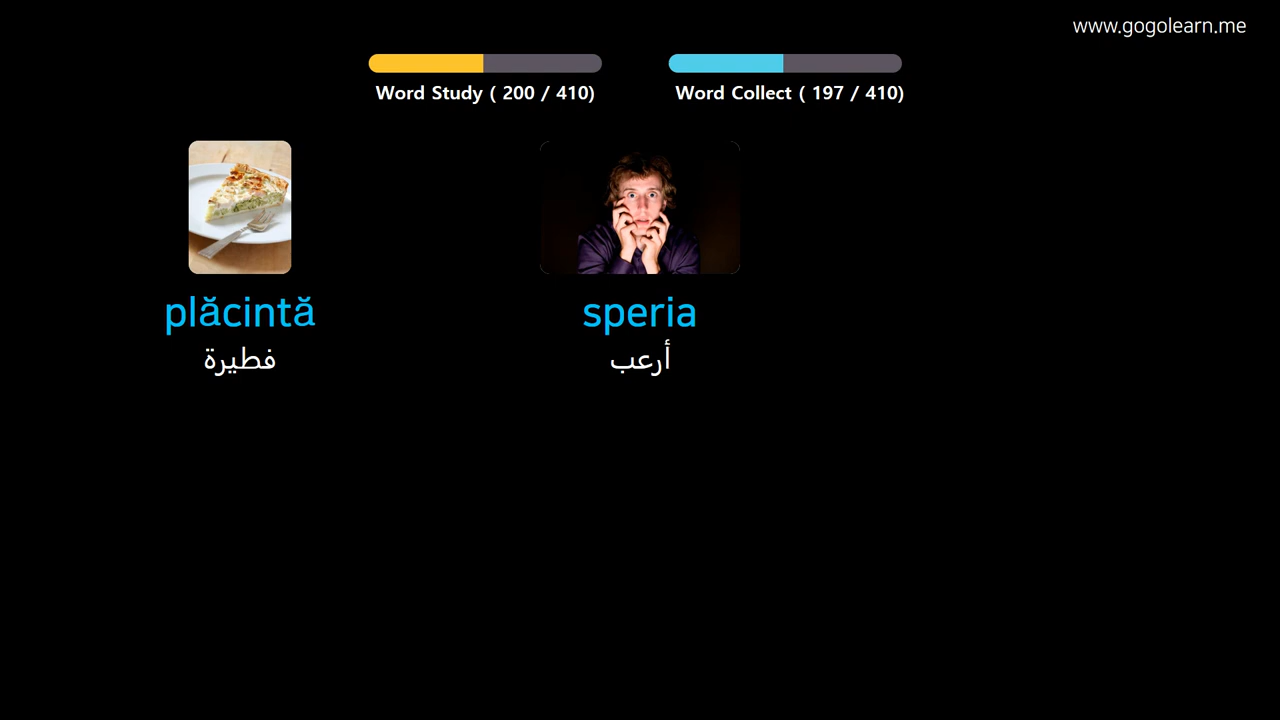 www.gogolearn.me
Word Study ( 200 / 410)
Word Collect ( 197 / 410)
plăcintă
فطيرة
speria
أرعب